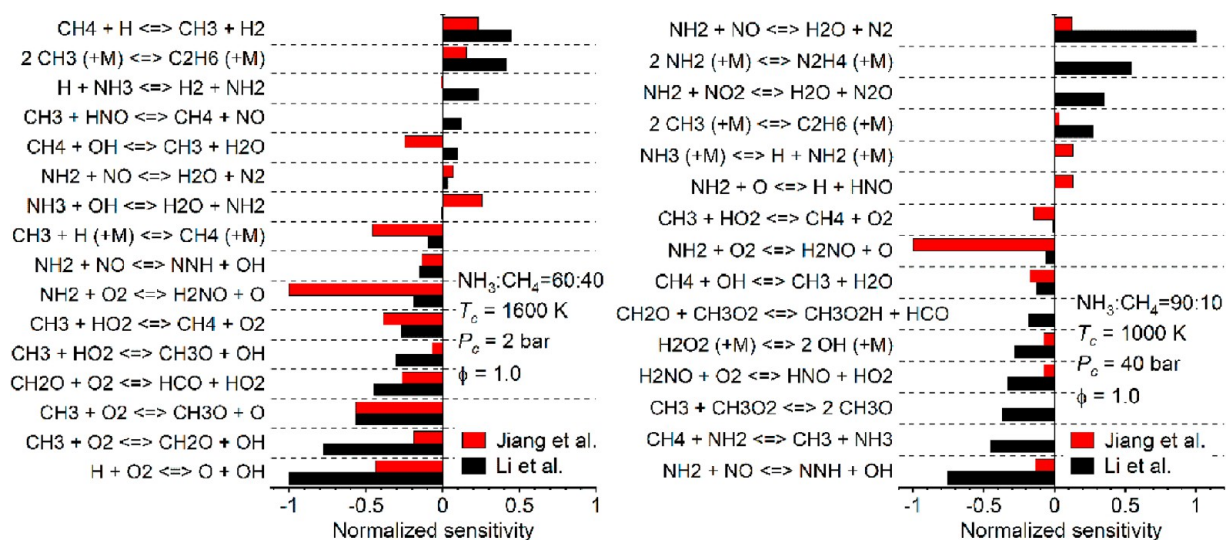 CH4 + H <=> CH3 + H2
2 CH3 (+M) <=> C2H6 (+M)
H + NH3 <=> H2 + NH2
CH3 + HNO <=> CH4 + NO
CH4 + OH <=> CH3 + H2O
NH2 + NO <=> H2O + N2
NH3 + OH <=> H2O + NH2
CH3 + H (+M) <=> CH4 (+M)
NH2 + NO <=> NNH + OH
NH2 + O2 <=> H2NO + O
CH3 + HO2 <=> CH4 + O2
CH3 + HO2 <=> CH3O + OH
CH2O + O2 <=> HCO + HO2
CH3 + O2 <=> CH3O + O
CH3 + O2 <=> CH2O + OH
H + O2 <=> O + OH
NH₃:CH₄=60:40
T_c = 1600 K
P_c = 2 bar
ϕ = 1.0
Jiang et al.
Li et al.
-1 -0.5 0 0.5 1
Normalized sensitivity
NH2 + NO <=> H2O + N2
2 NH2 (+M) <=> N2H4 (+M)
NH2 + NO2 <=> H2O + N2O
2 CH3 (+M) <=> C2H6 (+M)
NH3 (+M) <=> H + NH2 (+M)
NH2 + O <=> H + HNO
CH3 + HO2 <=> CH4 + O2
NH2 + O2 <=> H2NO + O
CH4 + OH <=> CH3 + H2O
CH2O + CH3O2 <=> CH3O2H + HCO
H2O2 (+M) <=> 2 OH (+M)
H2NO + O2 <=> HNO + HO2
CH3 + CH3O2 <=> 2 CH3O
CH4 + NH2 <=> CH3 + NH3
NH2 + NO <=> NNH + OH
NH₃:CH₄=90:10
T_c = 1000 K
P_c = 40 bar
ϕ = 1.0
Jiang et al.
Li et al.
-1 -0.5 0 0.5 1
Normalized sensitivity